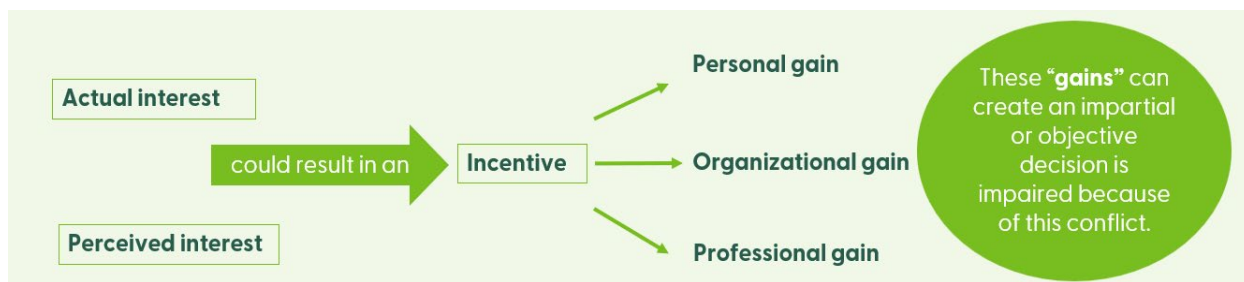 Actual interest
Perceived interest
could result in an
Incentive
Personal gain
Organizational gain
Professional gain
These “gains” can
create an impartial
or objective
decision is
impaired because
of this conflict.